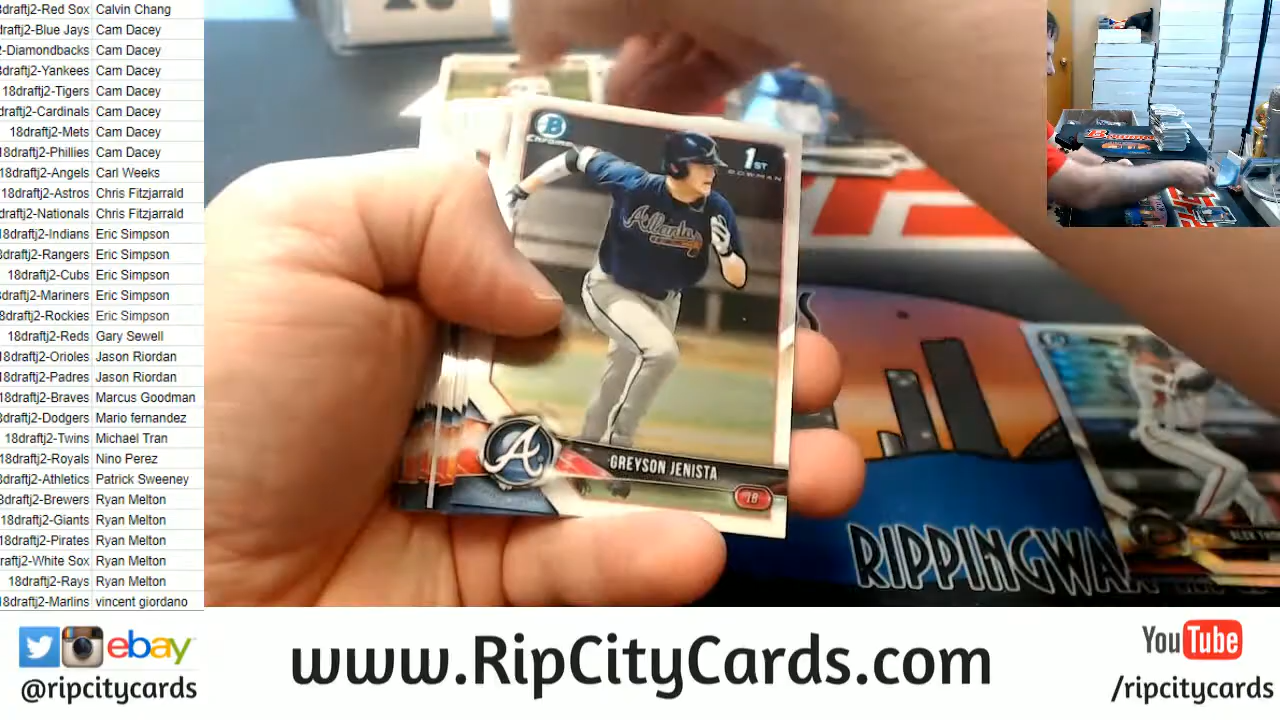 8draftj2-Red Sox Calvin Chang
draftj2-Blue Jays Cam Dacey
2-Diamondbacks Cam Dacey
8draftj2-Yankees Cam Dacey
18draftj2-Tigers Cam Dacey
draftj2-Cardinals Cam Dacey
18draftj2-Mets Cam Dacey
18draftj2-Phillies Cam Dacey
18draftj2-Angels Carl Weeks
18draftj2-Astros Chris Fitzjarrald
draftj2-Nationals Chris Fitzjarrald
18draftj2-Indians Eric Simpson
8draftj2-Rangers Eric Simpson
18draftj2-Cubs Eric Simpson
8draftj2-Mariners Eric Simpson
18draftj2-Rockies Eric Simpson
18draftj2-Reds Gary Sewell
18draftj2-Orioles Jason Riordan
18draftj2-Padres Jason Riordan
18draftj2-Braves Marcus Goodman
8draftj2-Dodgers Mario fernandez
18draftj2-Twins Michael Tran
18draftj2-Royals Nino Perez
8draftj2-Athletics Patrick Sweeney
8draftj2-Brewers Ryan Melton
18draftj2-Giants Ryan Melton
18draftj2-Pirates Ryan Melton
raftj2-White Sox Ryan Melton
18draftj2-Rays Ryan Melton
18draftj2-Marlins vincent giordano
B
CHROME
1ST
BOWMAN
Atlanta
A
GREYSON JENISTA
18
RIPPINGWA
ALEX
ebay
@ripcitycards
www.RipCityCards.com
YouTube
/ripcitycards